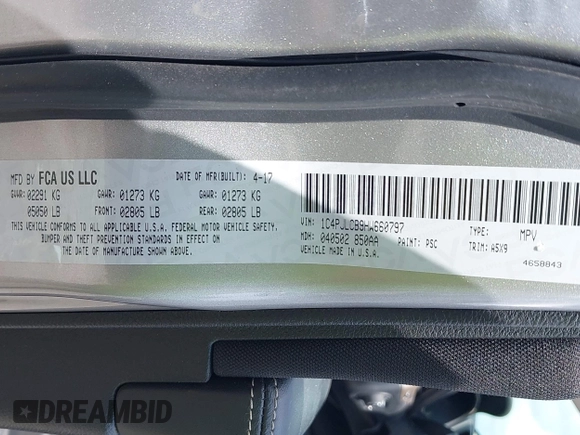 MFD BY FCA US LLC DATE OF MFR(BUILT): 4-17
GVWR: 02291 KG GAWR: 01273 KG GAWR: 01273 KG
05050 LB FRONT: 02805 LB REAR: 02805 LB
THIS VEHICLE CONFORMS TO ALL APPLICABLE U.S.A. FEDERAL MOTOR VEHICLE SAFETY,
BUMPER AND THEFT PREVENTION STANDARDS IN EFFECT ON
THE DATE OF MANUFACTURE SHOWN ABOVE.
VIN: 1C4PJLCB9HW660797 TYPE: MPV
MDH: 040502 850AA PAINT: PSC TRIM: A5X9
VEHICLE MADE IN U.S.A. 4658843
DREAMBID